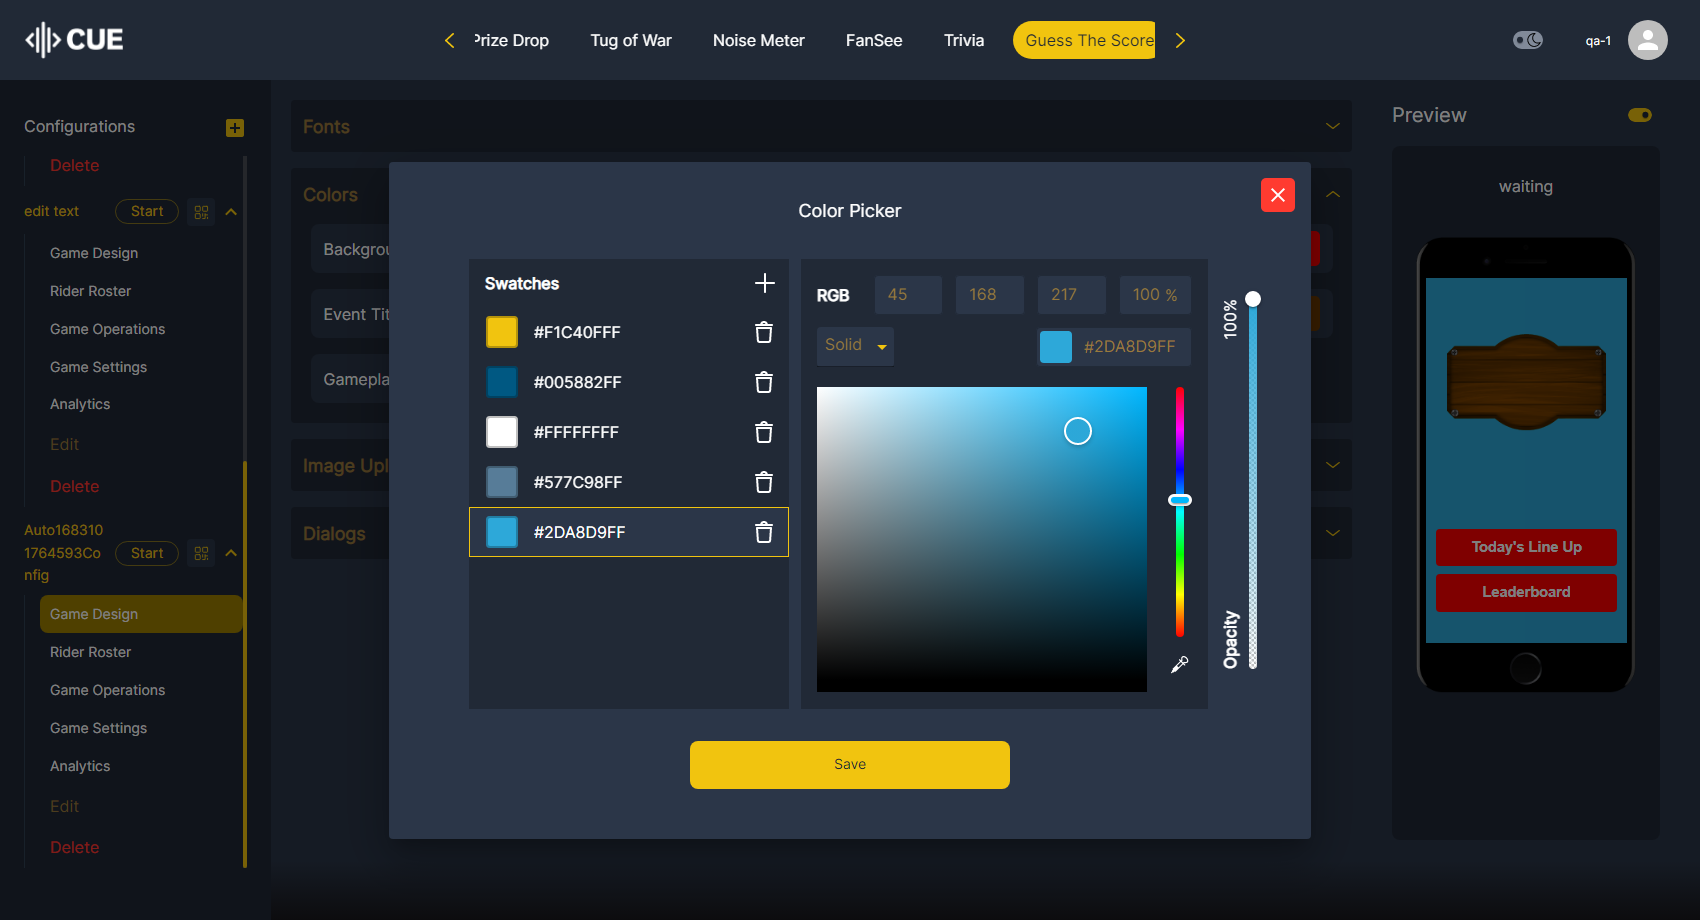 CUE
Prize Drop
Tug of War
Noise Meter
FanSee
Trivia
Guess The Score
qa-1
Configurations
Delete
edit text
Start
Game Design
Rider Roster
Game Operations
Game Settings
Analytics
Edit
Delete
Auto168310
1764593Co
nfig
Start
Game Design
Rider Roster
Game Operations
Game Settings
Analytics
Edit
Delete
Fonts
Colors
Backgrou
Event Tit
Gamepla
Image Upl
Dialogs
Color Picker
Swatches
#F1C40FFF
#005882FF
#FFFFFFFF
#577C98FF
#2DA8D9FF
RGB
45
168
217
100 %
Solid
#2DA8D9FF
100%
Opacity
Save
Preview
waiting
Today's Line Up
Leaderboard